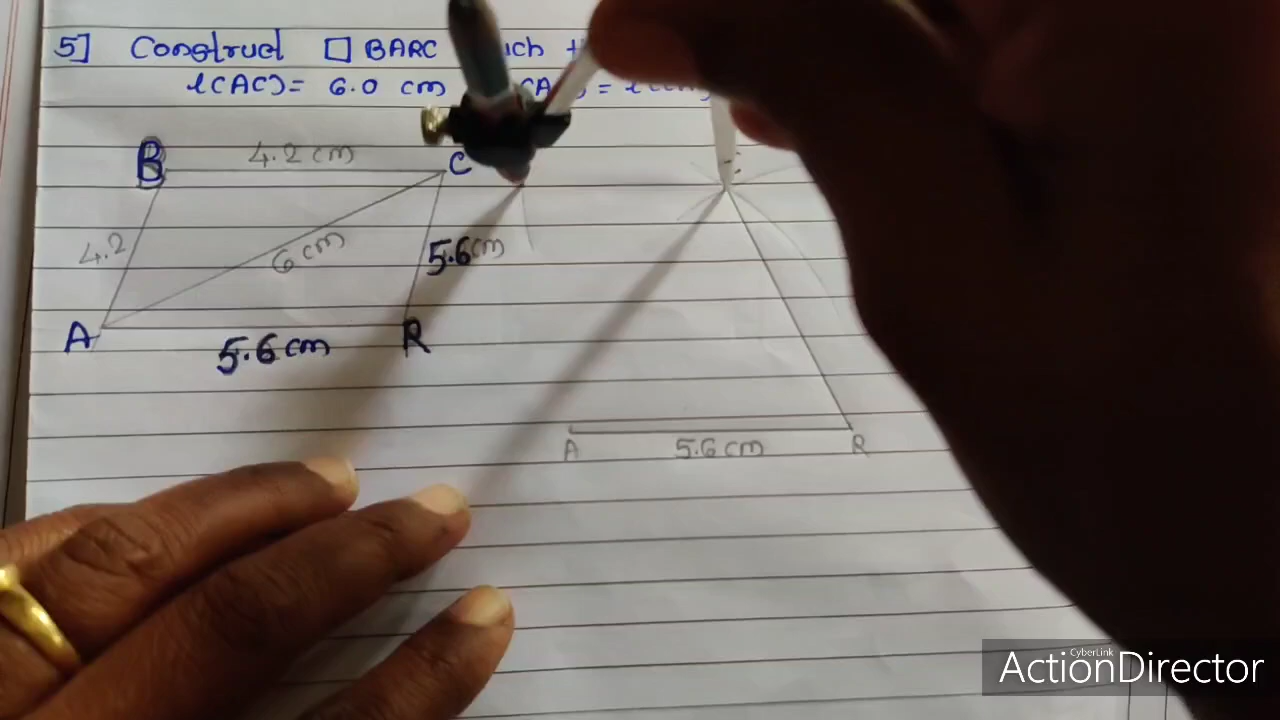 5] Construct □ BARC
l(AC) = 6.0 cm
B 4.2 cm C
4.2 6 cm 5.6 cm
A 5.6 cm R
A 5.6 cm R
CyberLink
ActionDirector